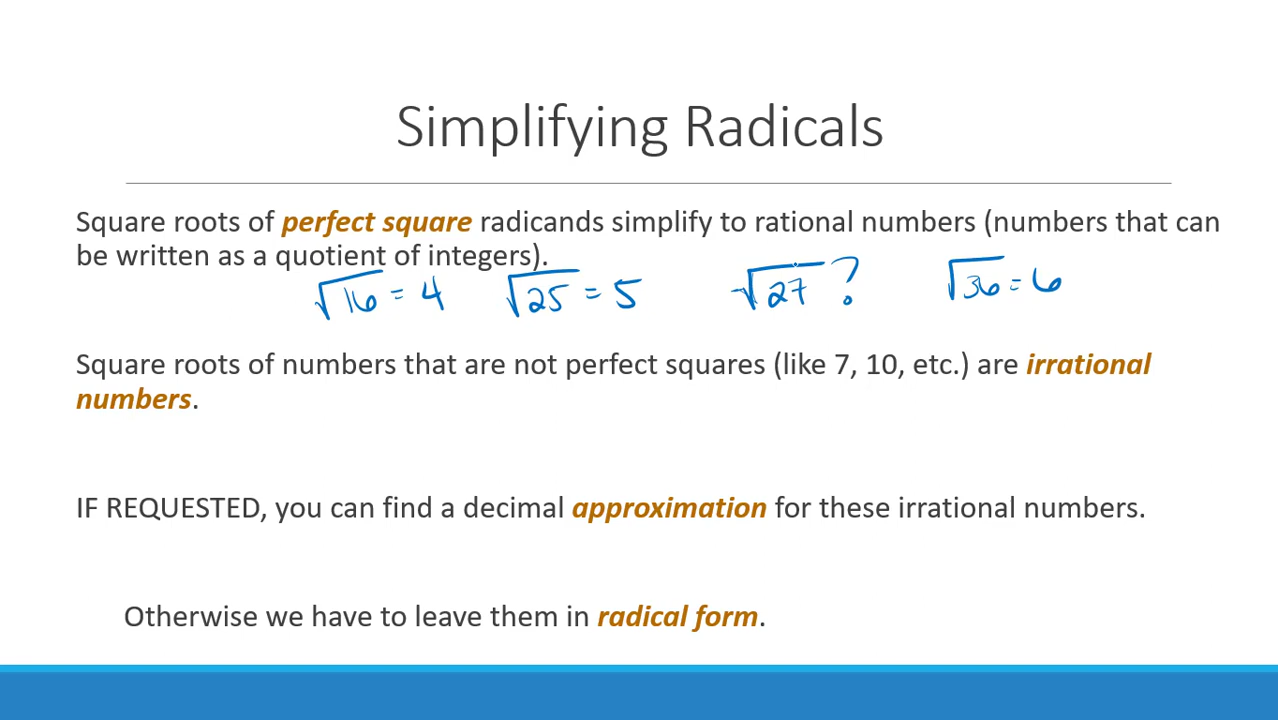 Simplifying Radicals
Square roots of perfect square radicands simplify to rational numbers (numbers that can
be written as a quotient of integers).
√16 = 4 √25 = 5 √27 ? √36 = 6
Square roots of numbers that are not perfect squares (like 7, 10, etc.) are irrational
numbers.
IF REQUESTED, you can find a decimal approximation for these irrational numbers.
Otherwise we have to leave them in radical form.